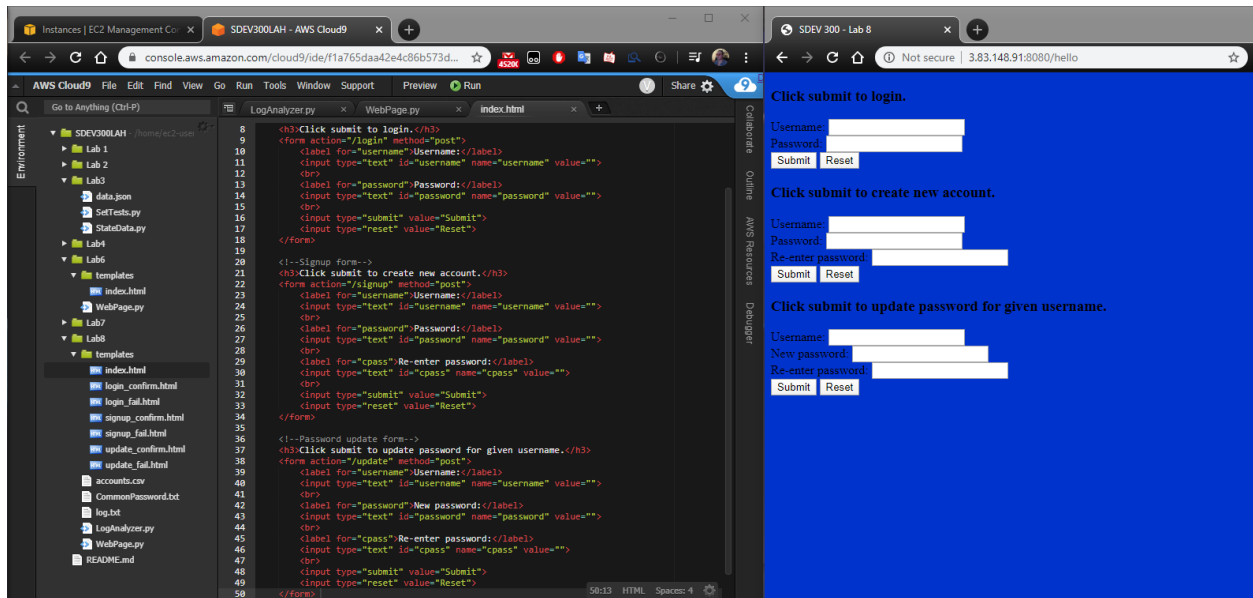 Instances | EC2 Management Con
SDEV300LAH - AWS Cloud9
console.aws.amazon.com/cloud9/ide/f1a765daa42e4c86b573d...
AWS Cloud9 File Edit Find View Go Run Tools Window Support Preview Run Share
Go to Anything (Ctrl-P)
LogAnalyzer.py
WebPage.py
index.html
Environment
SDEV300LAH - /home/ec2-user
Lab 1
Lab 2
Lab3
data.json
SetTests.py
StateData.py
Lab4
Lab6
templates
index.html
WebPage.py
Lab7
Lab8
templates
index.html
login_confirm.html
login_fail.html
signup_confirm.html
signup_fail.html
update_confirm.html
update_fail.html
accounts.csv
CommonPassword.txt
log.txt
LogAnalyzer.py
WebPage.py
README.md
8 <h3>Click submit to login.</h3>
9 <form action="/login" method="post">
10 <label for="username">Username:</label>
11 <input type="text" id="username" name="username" value="">
12 <br>
13 <label for="password">Password:</label>
14 <input type="text" id="password" name="password" value="">
15 <br>
16 <input type="submit" value="Submit">
17 <input type="reset" value="Reset">
18 </form>
19
20 <!--Signup form-->
21 <h3>Click submit to create new account.</h3>
22 <form action="/signup" method="post">
23 <label for="username">Username:</label>
24 <input type="text" id="username" name="username" value="">
25 <br>
26 <label for="password">Password:</label>
27 <input type="text" id="password" name="password" value="">
28 <br>
29 <label for="cpass">Re-enter password:</label>
30 <input type="text" id="cpass" name="cpass" value="">
31 <br>
32 <input type="submit" value="Submit">
33 <input type="reset" value="Reset">
34 </form>
35
36 <!--Password update form-->
37 <h3>Click submit to update password for given username.</h3>
38 <form action="/update" method="post">
39 <label for="username">Username:</label>
40 <input type="text" id="username" name="username" value="">
41 <br>
42 <label for="password">New password:</label>
43 <input type="text" id="password" name="password" value="">
44 <br>
45 <label for="cpass">Re-enter password:</label>
46 <input type="text" id="cpass" name="cpass" value="">
47 <br>
48 <input type="submit" value="Submit">
49 <input type="reset" value="Reset">
50 </form>
50:13 HTML Spaces: 4
Collaborate
Outline
AWS Resources
Debugger
SDEV 300 - Lab 8
Not secure | 3.83.148.91:8080/hello
Click submit to login.
Username:
Password:
Submit Reset
Click submit to create new account.
Username:
Password:
Re-enter password:
Submit Reset
Click submit to update password for given username.
Username:
New password:
Re-enter password:
Submit Reset